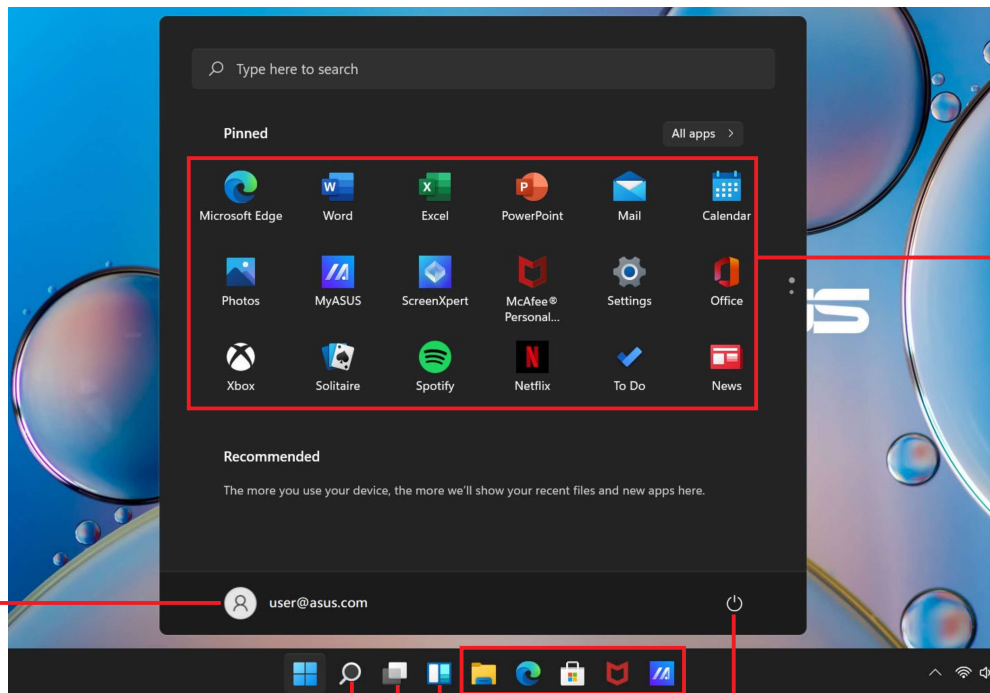 Type here to search
Pinned
All apps >
Microsoft Edge Word Excel PowerPoint Mail Calendar
Photos MyASUS ScreenXpert McAfee® Personal... Settings Office
Xbox Solitaire Spotify Netflix To Do News
Recommended
The more you use your device, the more we'll show your recent files and new apps here.
user@asus.com